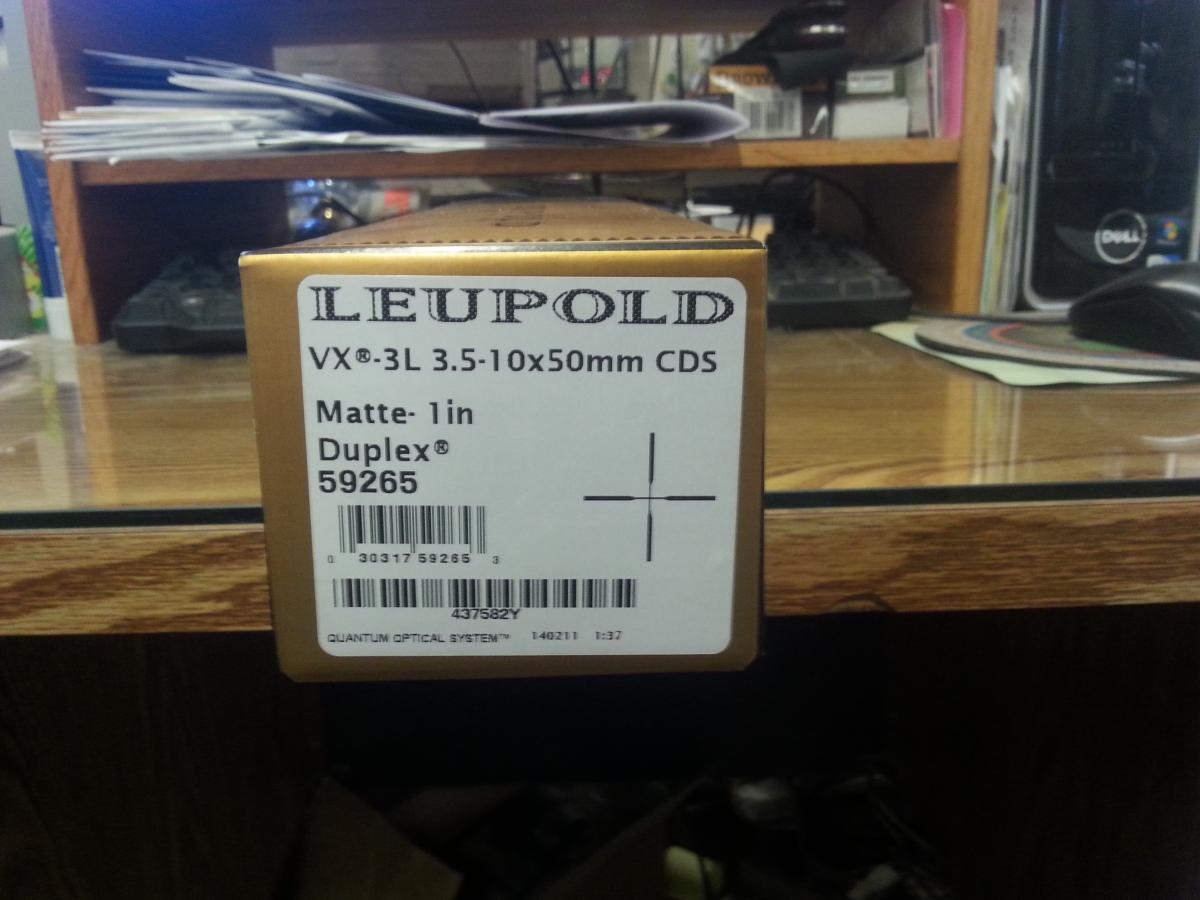 LEUPOLD
VX®-3L 3.5-10x50mm CDS
Matte- 1in
Duplex®
59265
0 30317 59265 3
437582Y
QUANTUM OPTICAL SYSTEM™ 140211 1:37
DELL